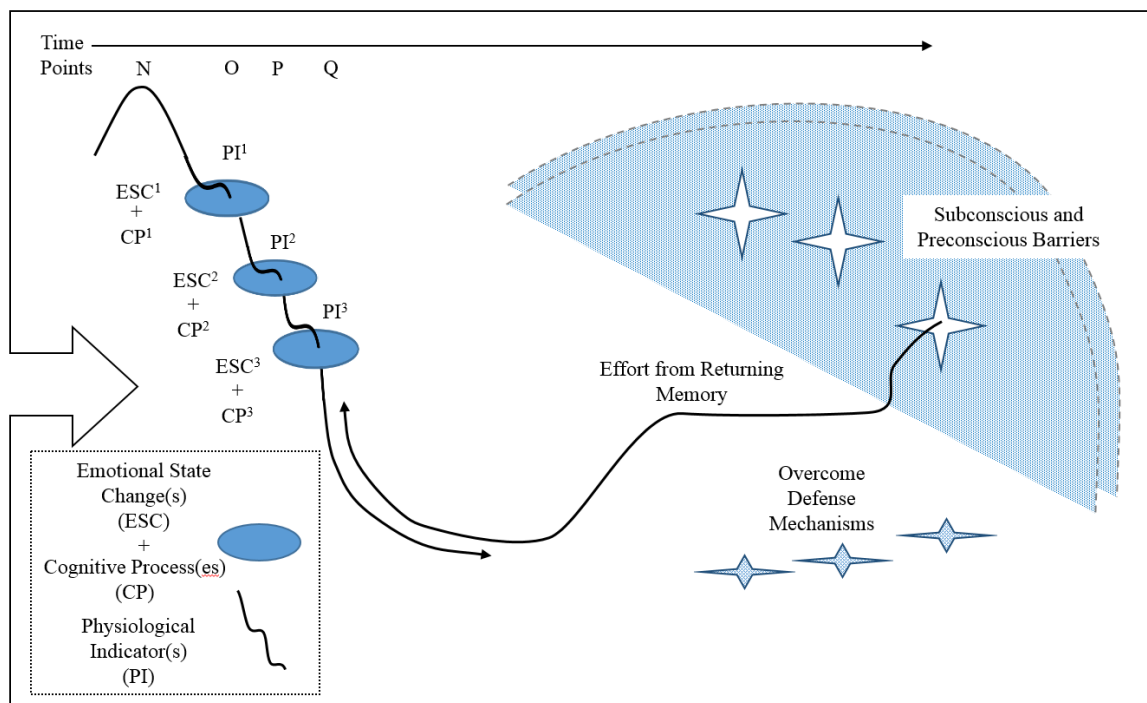 Time
Points
N
O
P
Q
PI¹
ESC¹
+
CP¹
PI²
ESC²
+
CP²
PI³
ESC³
+
CP³
Subconscious and
Preconscious Barriers
Effort from Returning
Memory
Overcome
Defense
Mechanisms
Emotional State
Change(s)
(ESC)
+
Cognitive Process(es)
(CP)
Physiological
Indicator(s)
(PI)